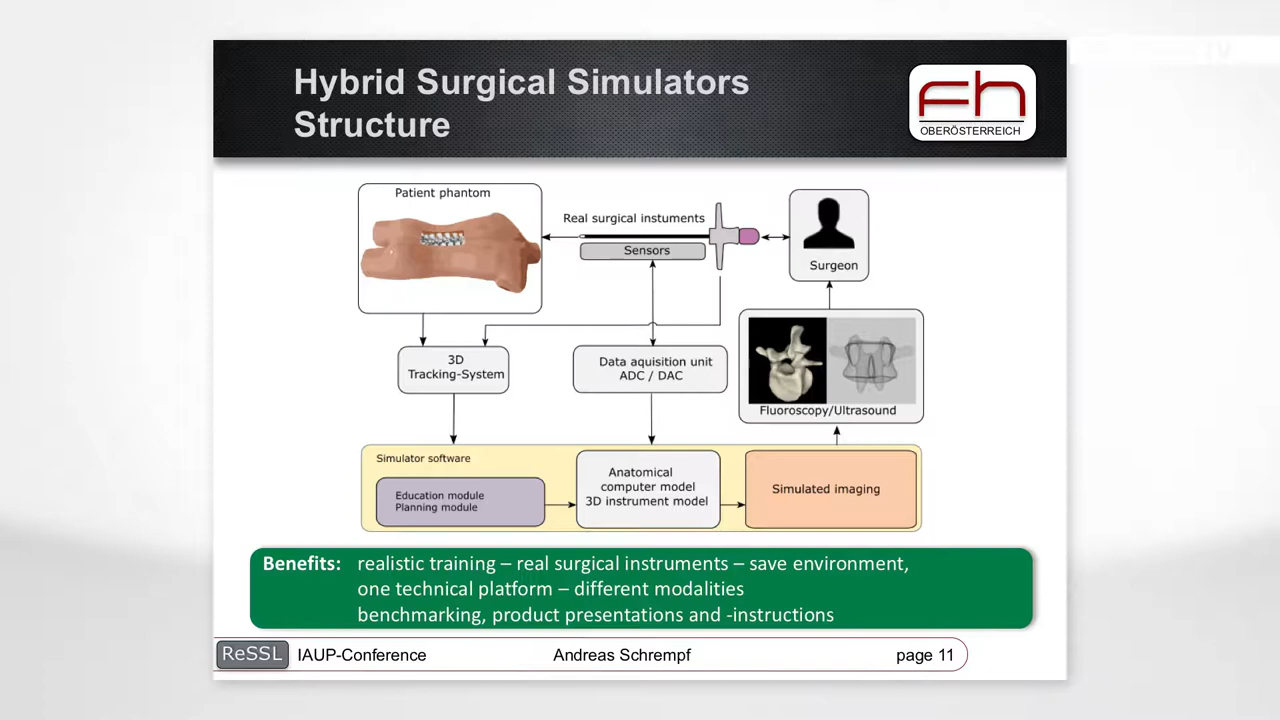 Hybrid Surgical Simulators
Structure
Fh
OBERÖSTERREICH
Patient phantom
Real surgical instuments
Sensors
Surgeon
3D
Tracking-System
Data aquisition unit
ADC / DAC
Fluoroscopy/Ultrasound
Simulator software
Education module
Planning module
Anatomical
computer model
3D instrument model
Simulated imaging
Benefits: realistic training – real surgical instruments – save environment,
one technical platform – different modalities
benchmarking, product presentations and -instructions
ReSSL IAUP-Conference Andreas Schrempf page 11